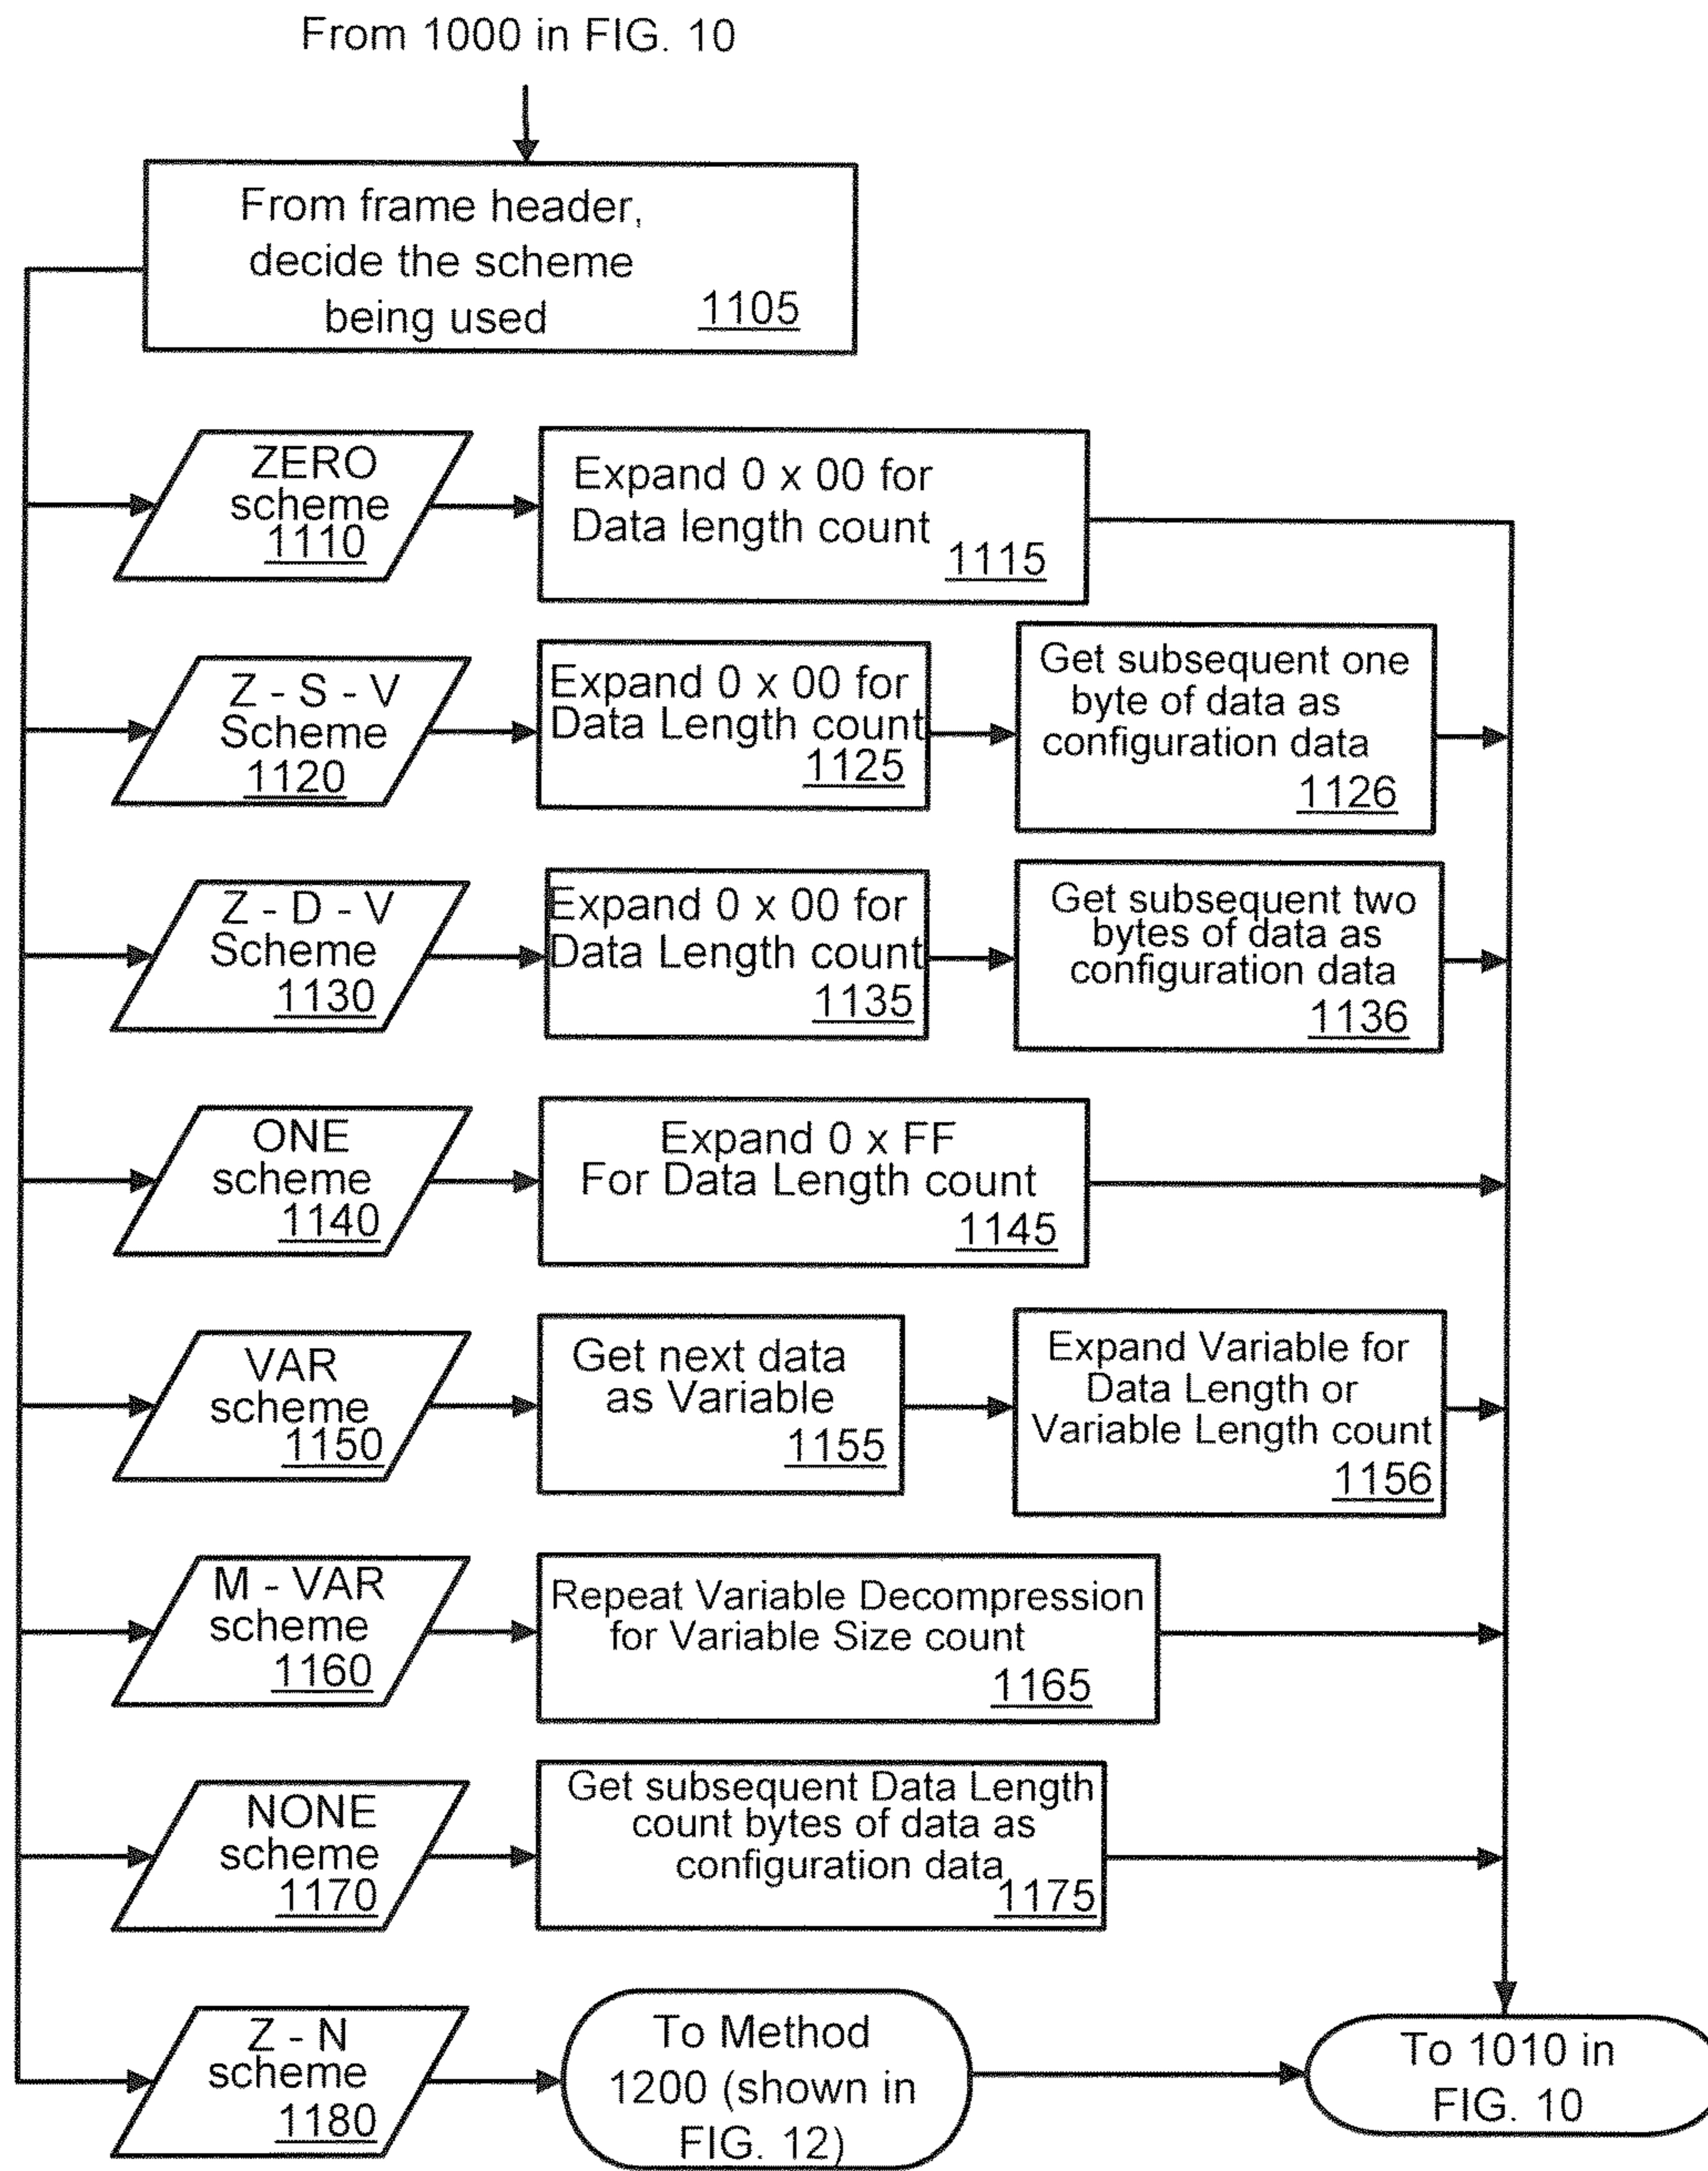 From 1000 in FIG. 10
From frame header,
decide the scheme
being used 1105
ZERO
scheme
1110
Expand 0 x 00 for
Data length count
1115
Z - S - V
Scheme
1120
Expand 0 x 00 for
Data Length count
1125
Get subsequent one
byte of data as
configuration data
1126
Z - D - V
Scheme
1130
Expand 0 x 00 for
Data Length count
1135
Get subsequent two
bytes of data as
configuration data
1136
ONE
scheme
1140
Expand 0 x FF
For Data Length count
1145
VAR
scheme
1150
Get next data
as Variable
1155
Expand Variable for
Data Length or
Variable Length count
1156
M - VAR
scheme
1160
Repeat Variable Decompression
for Variable Size count
1165
NONE
scheme
1170
Get subsequent Data Length
count bytes of data as
configuration data
1175
Z - N
scheme
1180
To Method
1200 (shown in
FIG. 12)
To 1010 in
FIG. 10